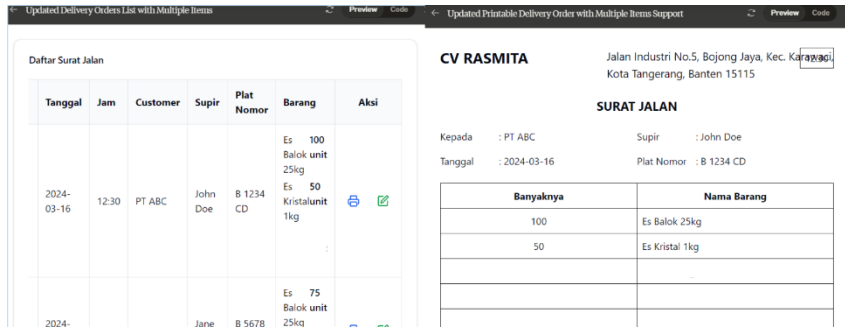 Updated Delivery Orders List with Multiple Items
Preview
Code
Daftar Surat Jalan
Tanggal Jam Customer Supir Plat Nomor Barang Aksi
2024-03-16 12:30 PT ABC John Doe B 1234 CD
Es Balok 25kg 100 unit
Es Kristal 1kg 50 unit
2024- Jane B 5678
Es Balok 25kg 75 unit
Updated Printable Delivery Order with Multiple Items Support
Preview
Code
CV RASMITA
Jalan Industri No.5, Bojong Jaya, Kec. Karawaci,
Kota Tangerang, Banten 15115
12:30
SURAT JALAN
Kepada : PT ABC
Supir : John Doe
Tanggal : 2024-03-16
Plat Nomor : B 1234 CD
Banyaknya Nama Barang
100 Es Balok 25kg
50 Es Kristal 1kg